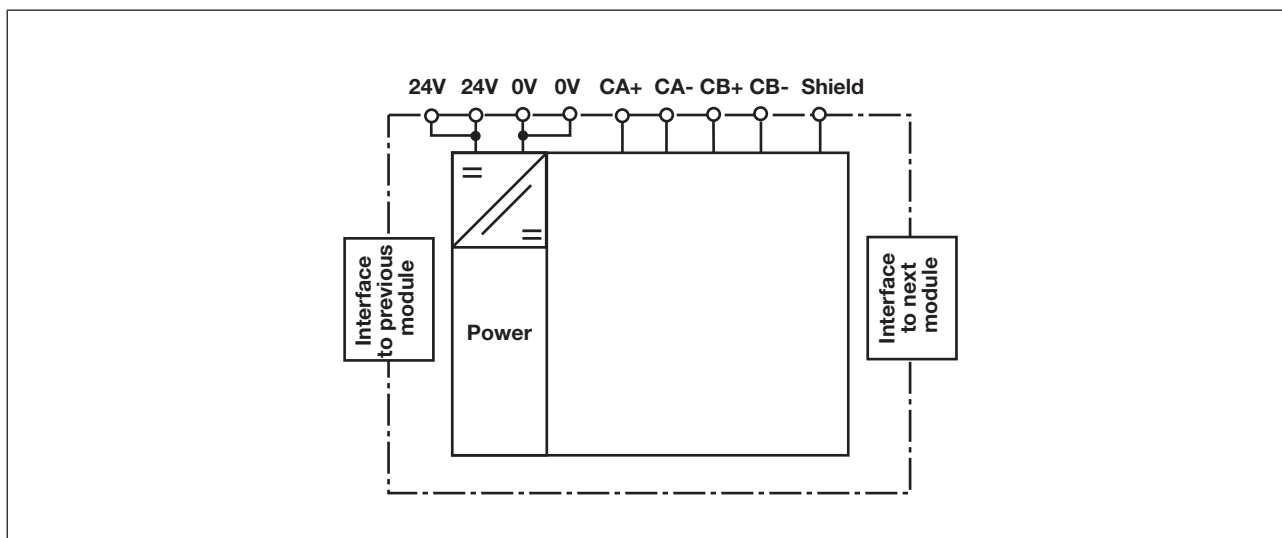 24V 24V 0V 0V CA+ CA- CB+ CB- Shield
Interface
to previous
module
Power
Interface
to next
module